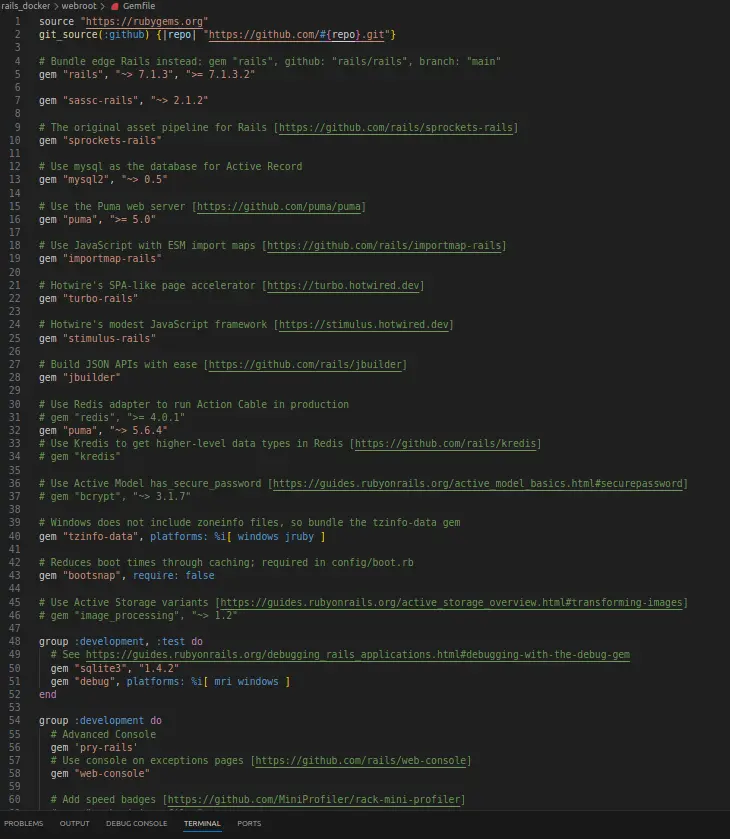 rails_docker > webroot > Gemfile
1 source "https://rubygems.org"
2 git_source(:github) {|repo| "https://github.com/#{repo}.git"}
3
4 # Bundle edge Rails instead: gem "rails", github: "rails/rails", branch: "main"
5 gem "rails", "~> 7.1.3", ">= 7.1.3.2"
6
7 gem "sassc-rails", "~> 2.1.2"
8
9 # The original asset pipeline for Rails [https://github.com/rails/sprockets-rails]
10 gem "sprockets-rails"
11
12 # Use mysql as the database for Active Record
13 gem "mysql2", "~> 0.5"
14
15 # Use the Puma web server [https://github.com/puma/puma]
16 gem "puma", ">= 5.0"
17
18 # Use JavaScript with ESM import maps [https://github.com/rails/importmap-rails]
19 gem "importmap-rails"
20
21 # Hotwire's SPA-like page accelerator [https://turbo.hotwired.dev]
22 gem "turbo-rails"
23
24 # Hotwire's modest JavaScript framework [https://stimulus.hotwired.dev]
25 gem "stimulus-rails"
26
27 # Build JSON APIs with ease [https://github.com/rails/jbuilder]
28 gem "jbuilder"
29
30 # Use Redis adapter to run Action Cable in production
31 # gem "redis", ">= 4.0.1"
32 gem "puma", "~> 5.6.4"
33 # Use Kredis to get higher-level data types in Redis [https://github.com/rails/kredis]
34 # gem "kredis"
35
36 # Use Active Model has_secure_password [https://guides.rubyonrails.org/active_model_basics.html#securepassword]
37 # gem "bcrypt", "~> 3.1.7"
38
39 # Windows does not include zoneinfo files, so bundle the tzinfo-data gem
40 gem "tzinfo-data", platforms: %i[ windows jruby ]
41
42 # Reduces boot times through caching; required in config/boot.rb
43 gem "bootsnap", require: false
44
45 # Use Active Storage variants [https://guides.rubyonrails.org/active_storage_overview.html#transforming-images]
46 # gem "image_processing", "~> 1.2"
47
48 group :development, :test do
49 # See https://guides.rubyonrails.org/debugging_rails_applications.html#debugging-with-the-debug-gem
50 gem "sqlite3", "1.4.2"
51 gem "debug", platforms: %i[ mri windows ]
52 end
53
54 group :development do
55 # Advanced Console
56 gem 'pry-rails'
57 # Use console on exceptions pages [https://github.com/rails/web-console]
58 gem "web-console"
59
60 # Add speed badges [https://github.com/MiniProfiler/rack-mini-profiler]
PROBLEMS OUTPUT DEBUG CONSOLE TERMINAL PORTS